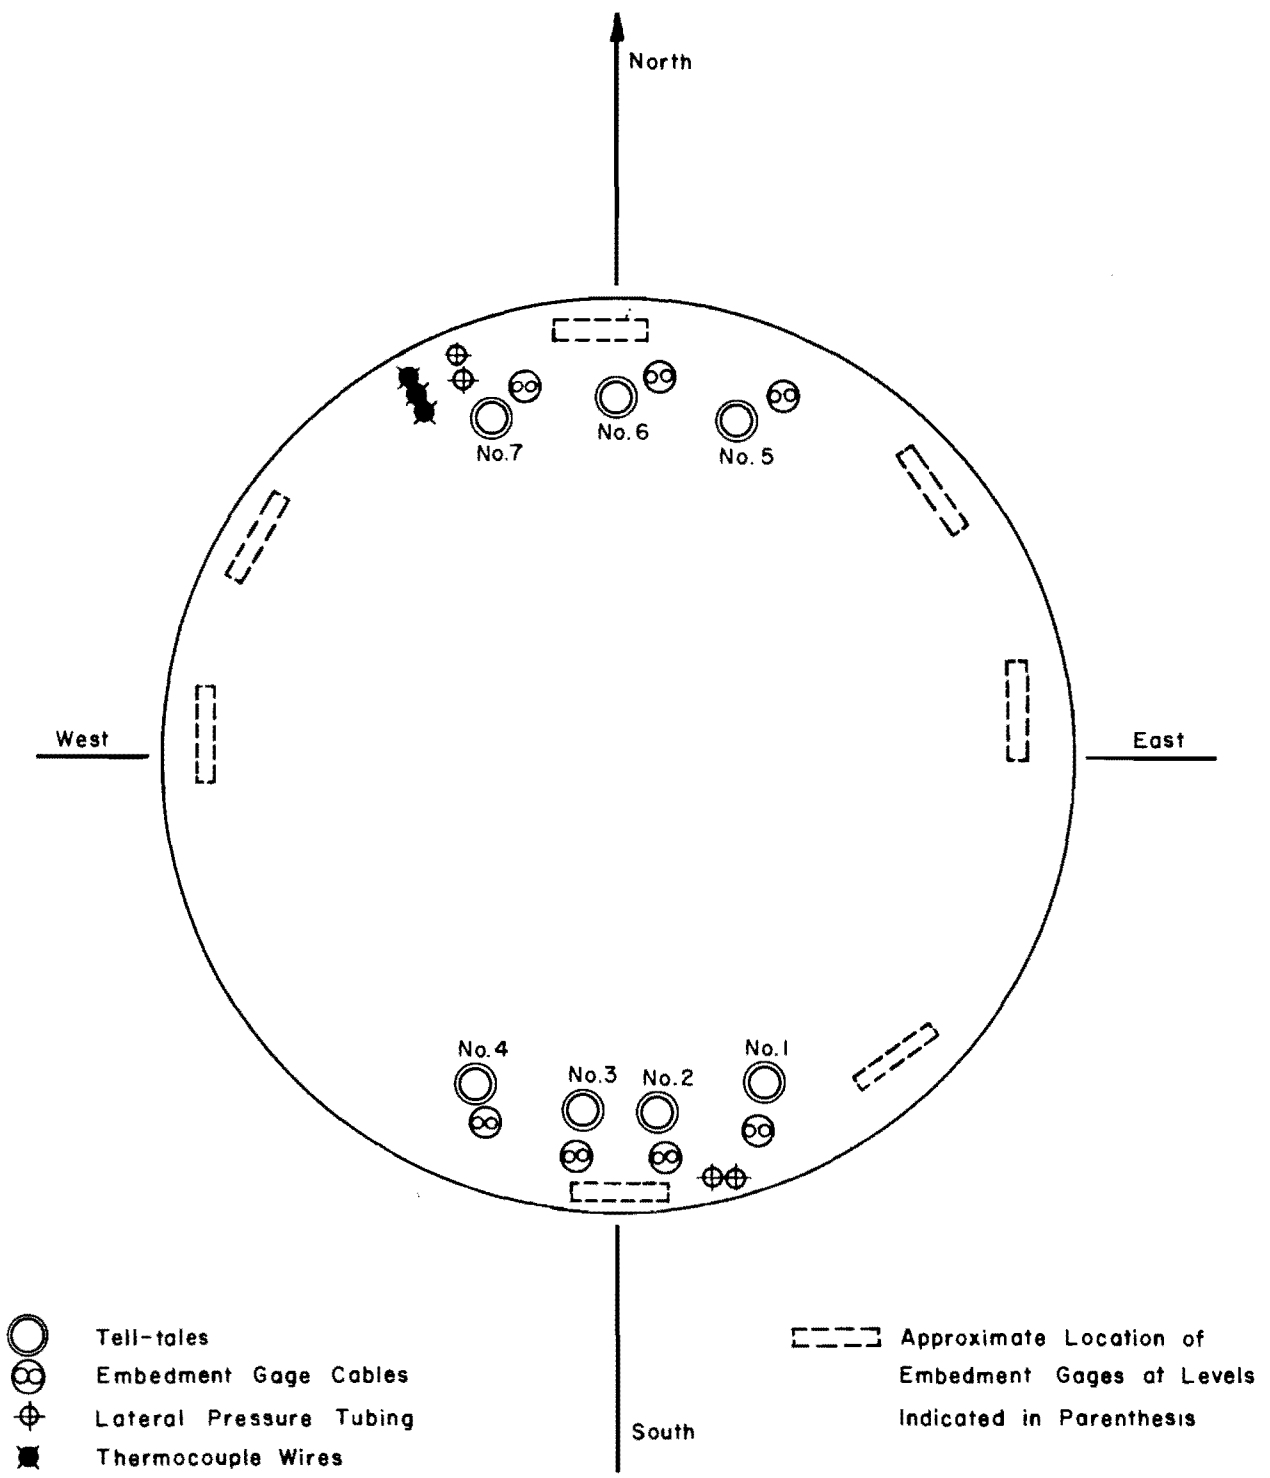 North
No.6
No.7
No.5
West
East
No.4
No.3
No.2
No.1
Tell-tales
Embedment Gage Cables
Lateral Pressure Tubing
Thermocouple Wires
Approximate Location of
Embedment Gages at Levels
Indicated in Parenthesis
South